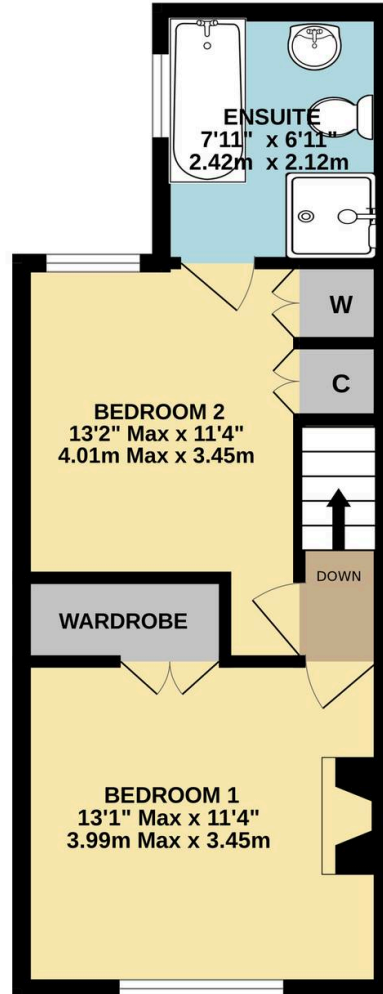 ENSUITE
7'11" x 6'11"
2.42m x 2.12m
W
C
BEDROOM 2
13'2" Max x 11'4"
4.01m Max x 3.45m
DOWN
WARDROBE
BEDROOM 1
13'1" Max x 11'4"
3.99m Max x 3.45m